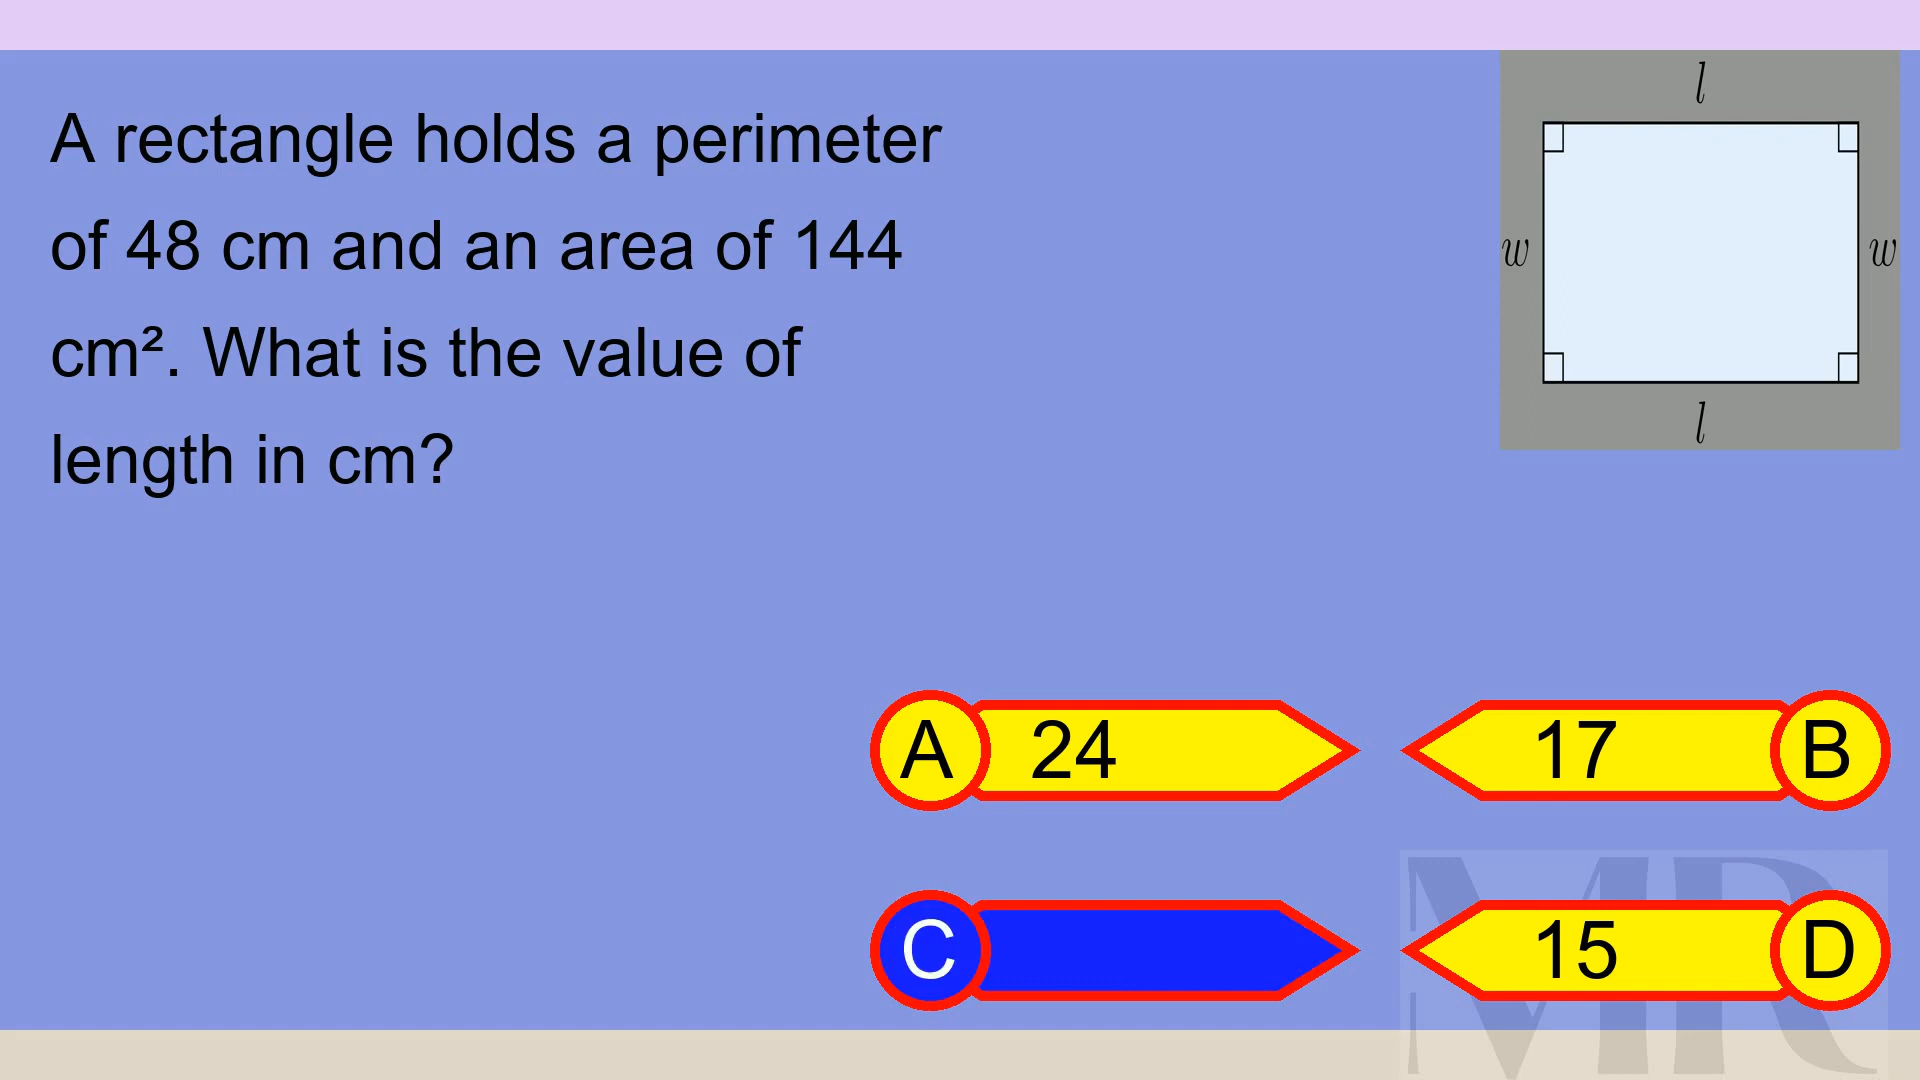 A rectangle holds a perimeter
of 48 cm and an area of 144
cm². What is the value of
length in cm?
l
w
w
l
A 24
17 B
C
15 D
MR